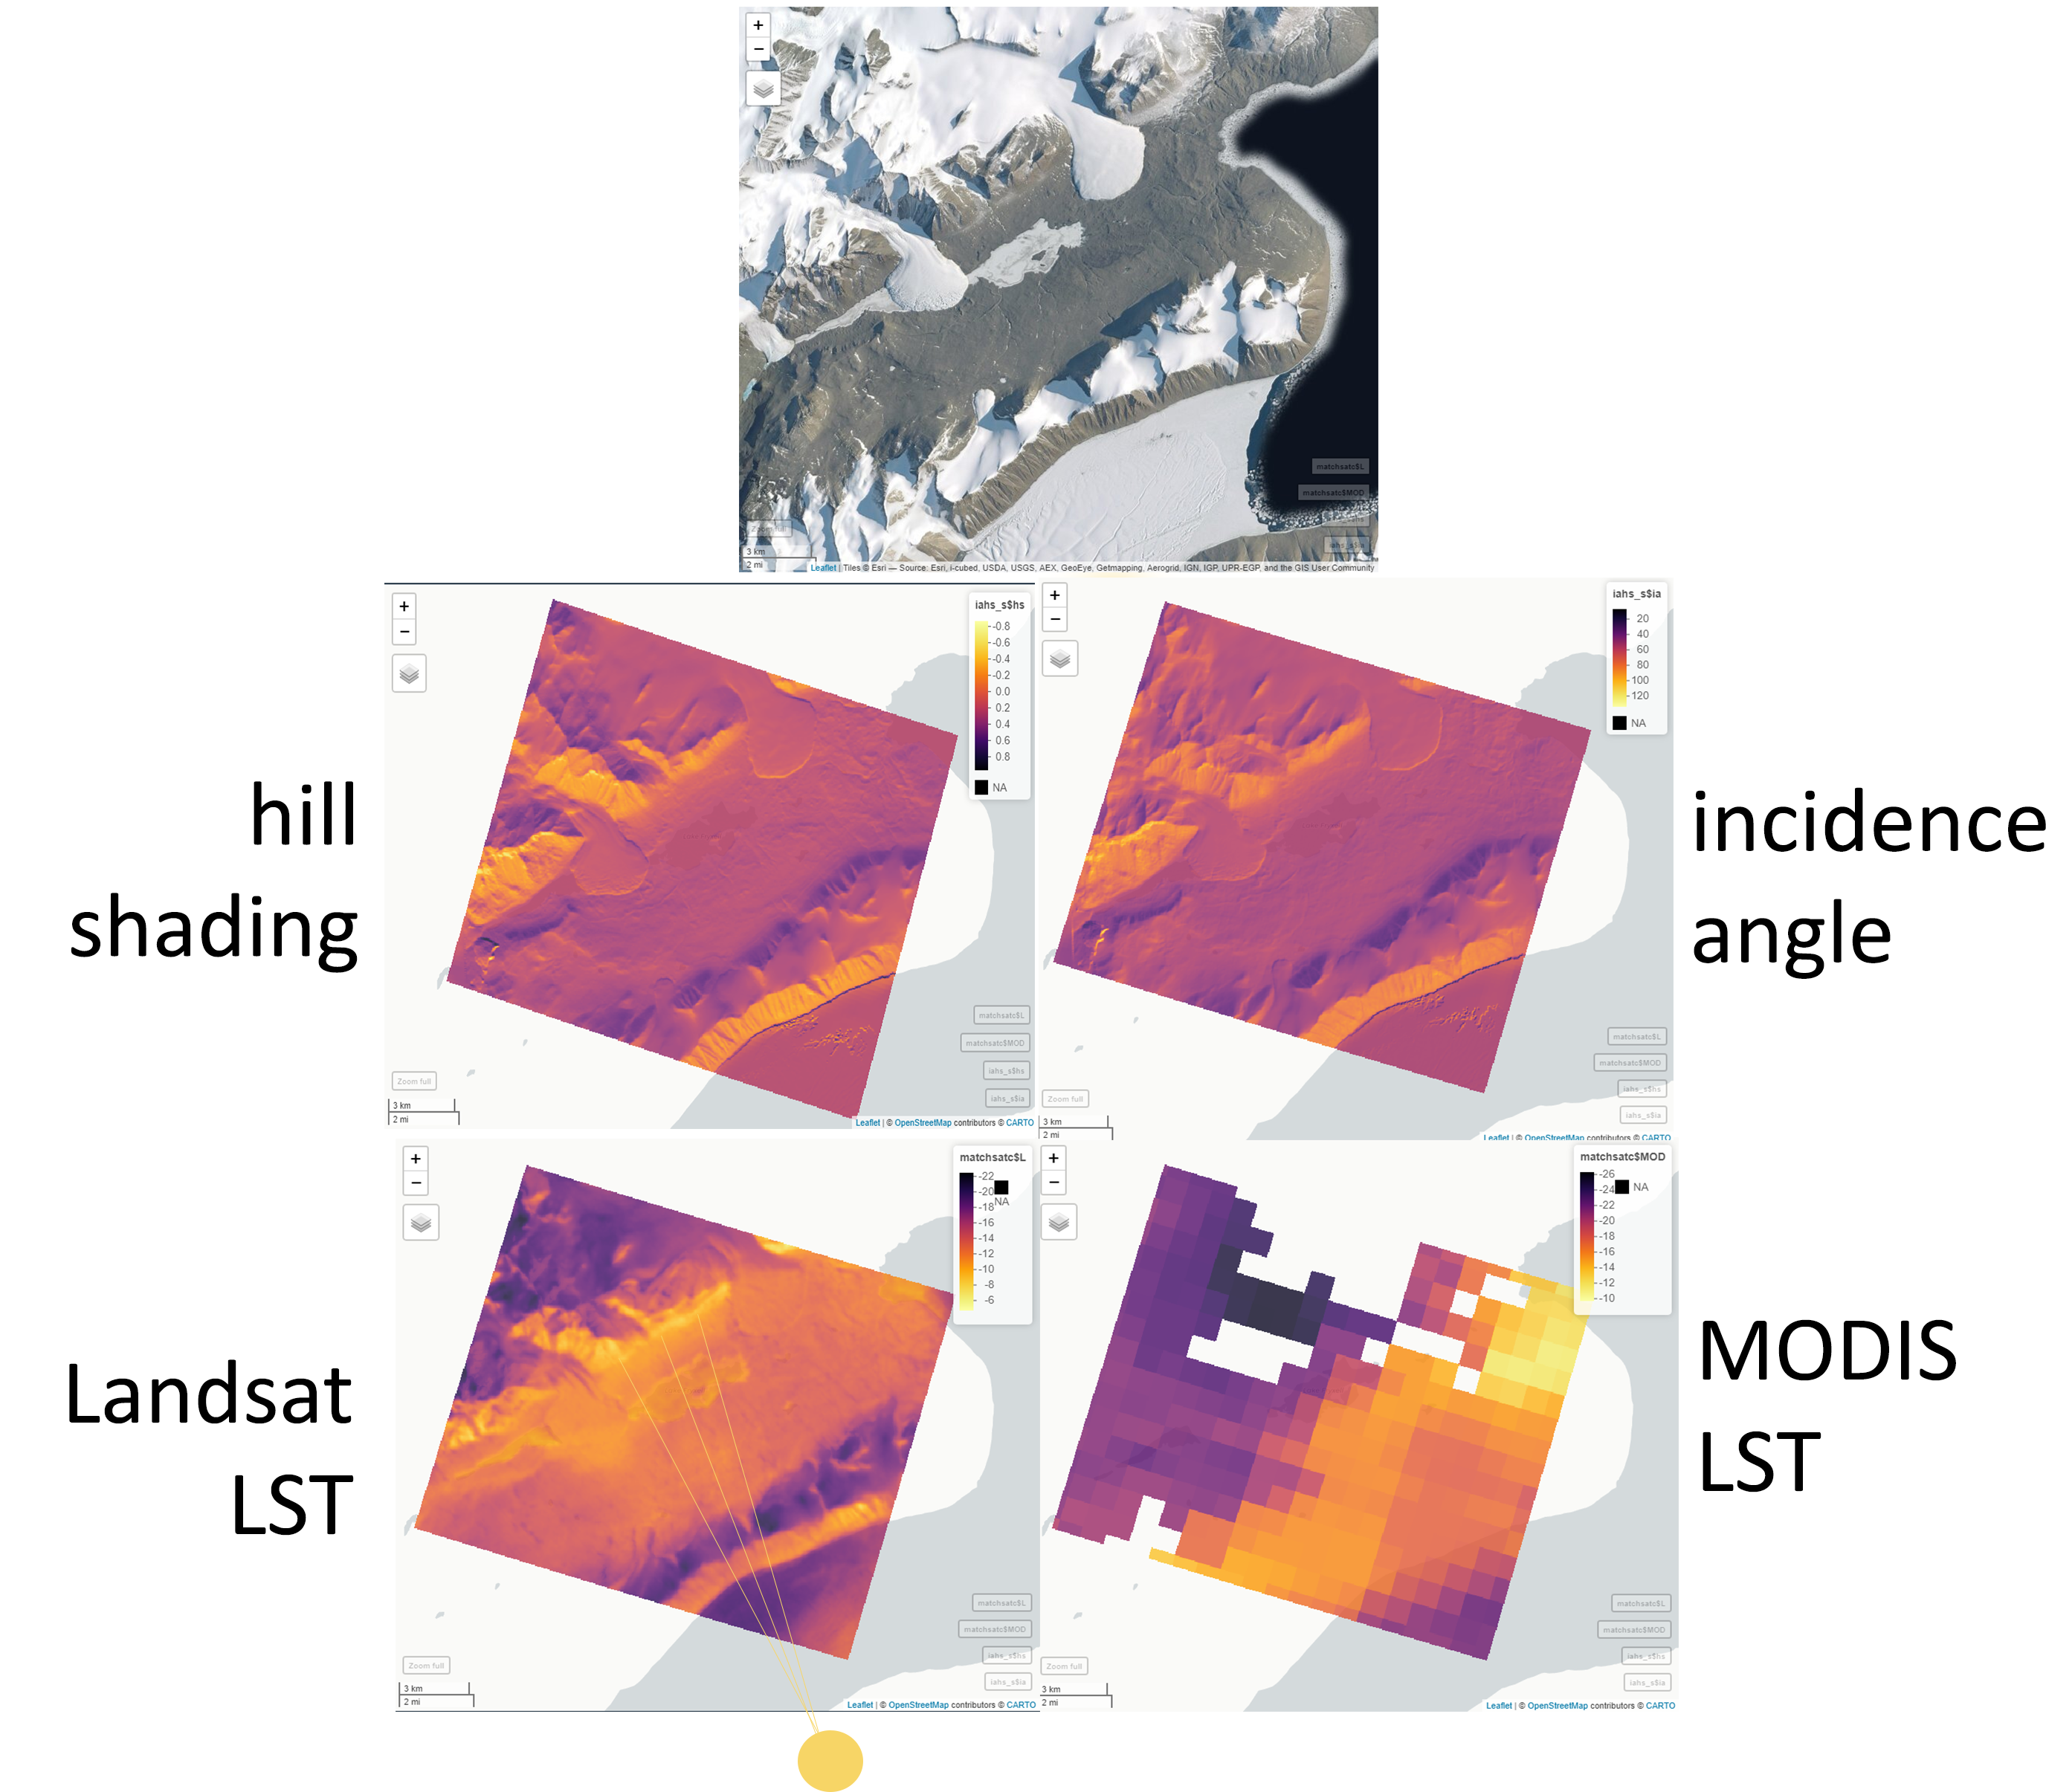 +
−
matchsatc$L
matchsatc$MOD
Zoom full
iahs_s$ia
3 km
2 mi
Leaflet | Tiles © Esri — Source: Esri, i-cubed, USDA, USGS, AEX, GeoEye, Getmapping, Aerogrid, IGN, IGP, UPR-EGP, and the GIS User Community
hill
shading
+
−
iahs_s$hs
-0.8
-0.6
-0.4
-0.2
0.0
0.2
0.4
0.6
0.8
NA
matchsatc$L
matchsatc$MOD
iahs_s$hs
iahs_s$ia
Zoom full
3 km
2 mi
Leaflet | © OpenStreetMap contributors © CARTO
+
−
iahs_s$ia
20
40
60
80
100
120
NA
matchsatc$L
matchsatc$MOD
iahs_s$hs
iahs_s$ia
Zoom full
3 km
2 mi
Leaflet | © OpenStreetMap contributors © CARTO
incidence
angle
Landsat
LST
+
−
matchsatc$L
-22
-20
NA
-18
-16
-14
-12
-10
-8
-6
matchsatc$L
matchsatc$MOD
iahs_s$hs
iahs_s$ia
Zoom full
3 km
2 mi
Leaflet | © OpenStreetMap contributors © CARTO
+
−
matchsatc$MOD
-26
-24
NA
-22
-20
-18
-16
-14
-12
-10
matchsatc$L
matchsatc$MOD
iahs_s$hs
iahs_s$ia
Zoom full
3 km
2 mi
Leaflet | © OpenStreetMap contributors © CARTO
MODIS
LST